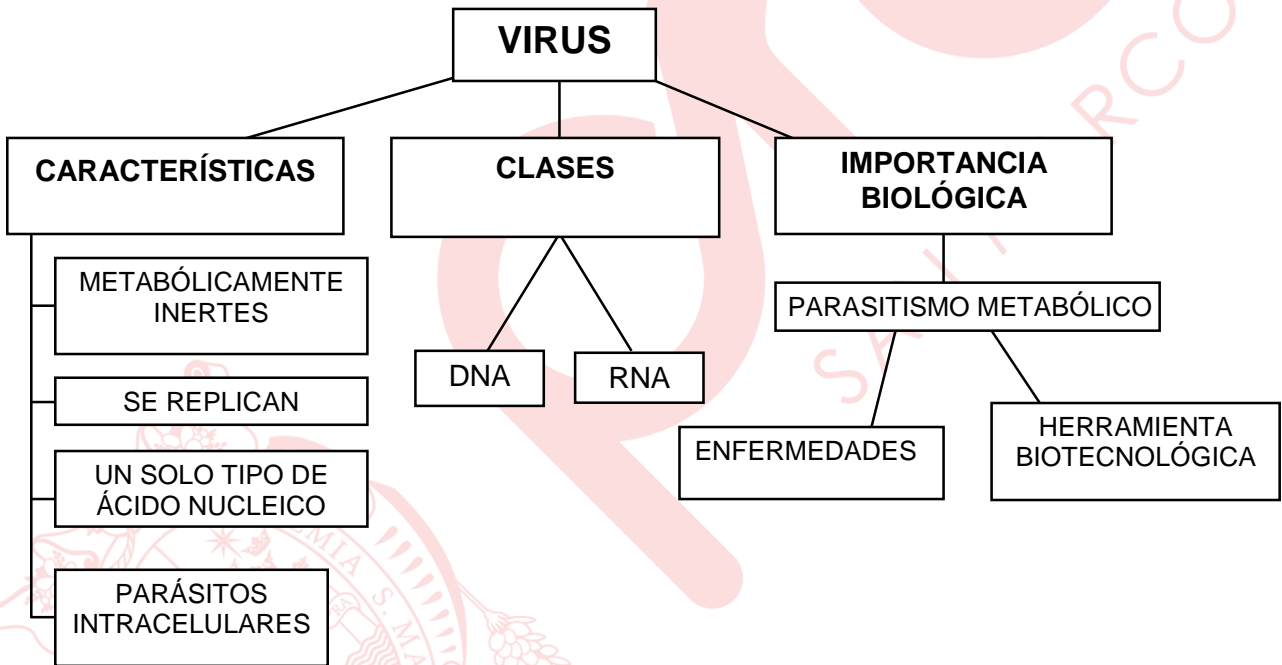 VIRUS
CARACTERÍSTICAS
METABÓLICAMENTE
INERTES
SE REPLICAN
UN SOLO TIPO DE
ÁCIDO NUCLEICO
PARÁSITOS
INTRACELULARES
CLASES
DNA
RNA
IMPORTANCIA
BIOLÓGICA
PARASITISMO METABÓLICO
ENFERMEDADES
HERRAMIENTA
BIOTECNOLÓGICA